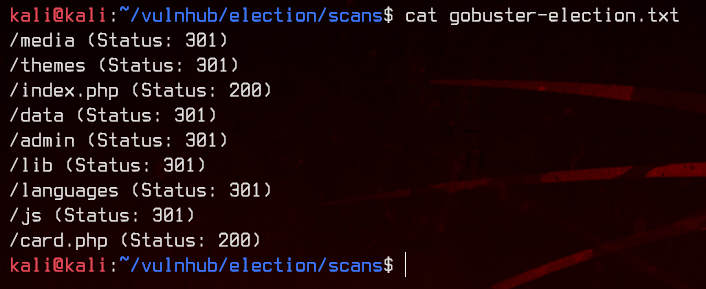 kali@kali:~/vulnhub/election/scans$ cat gobuster-election.txt
/media (Status: 301)
/themes (Status: 301)
/index.php (Status: 200)
/data (Status: 301)
/admin (Status: 301)
/lib (Status: 301)
/languages (Status: 301)
/js (Status: 301)
/card.php (Status: 200)
kali@kali:~/vulnhub/election/scans$